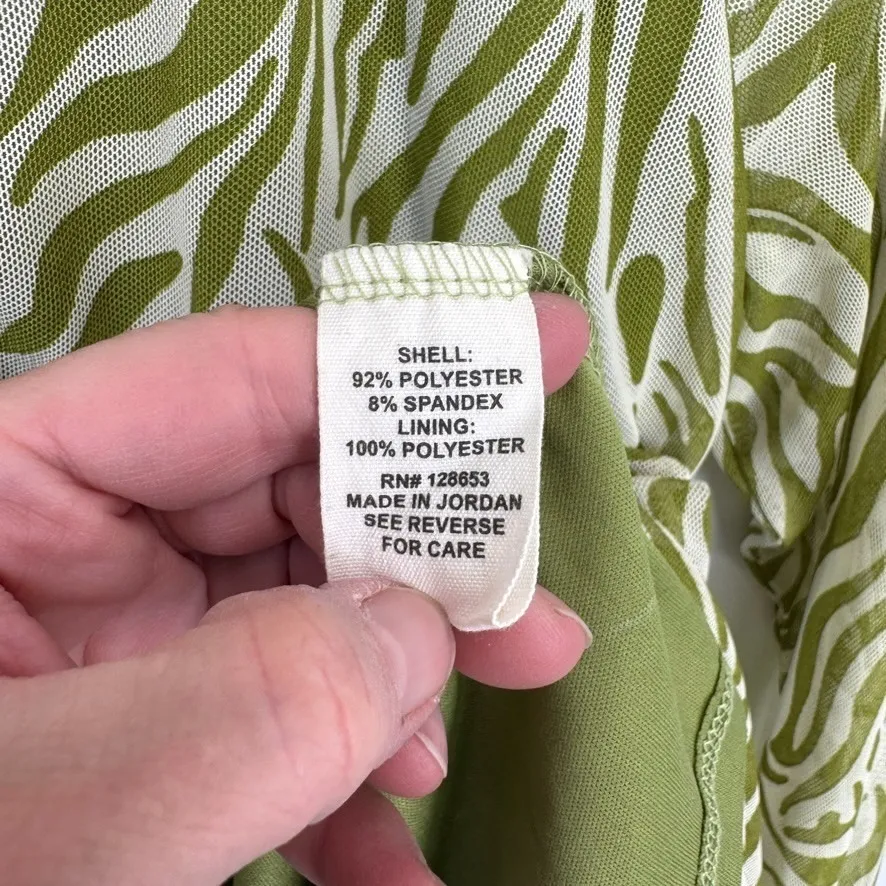 SHELL:
92% POLYESTER
8% SPANDEX
LINING:
100% POLYESTER
RN# 128653
MADE IN JORDAN
SEE REVERSE
FOR CARE